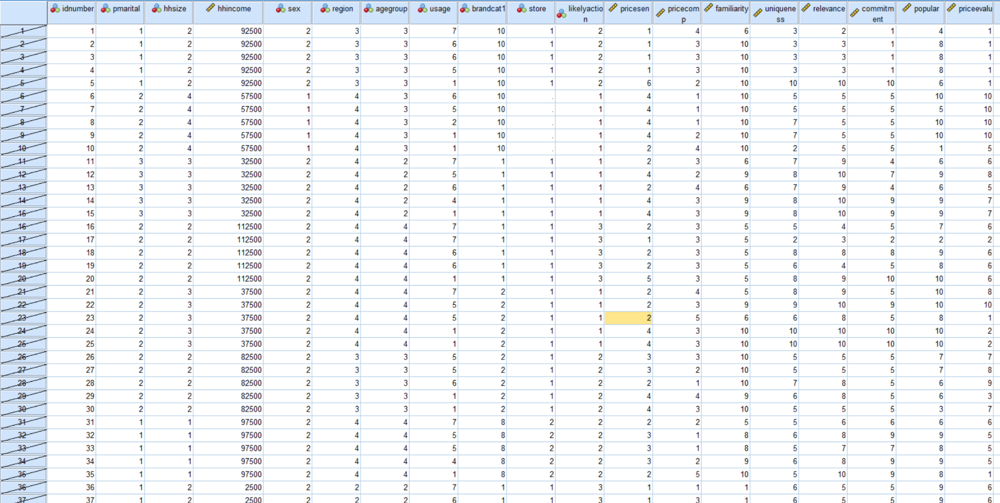 idnumber pmarital hhsize hhincome sex region agegroup usage brandcat1 store likelyactio n pricesen pricecom p familiarity uniquene ss relevance commitm ent popular priceevalu
1 1 1 2 92500 2 3 3 7 10 1 2 1 4 6 3 2 1 4 1
2 2 1 2 92500 2 3 3 6 10 1 2 1 3 10 3 3 1 8 1
3 3 1 2 92500 2 3 3 6 10 1 2 1 3 10 3 3 1 8 1
4 4 1 2 92500 2 3 3 5 10 1 2 1 3 10 3 3 1 8 1
5 5 1 2 92500 2 3 3 1 10 1 2 6 2 10 10 10 10 6 1
6 6 2 4 57500 1 4 3 6 10 . 1 4 1 10 5 5 5 10 10
7 7 2 4 57500 1 4 3 5 10 . 1 4 1 10 5 5 5 5 10
8 8 2 4 57500 1 4 3 2 10 . 1 4 1 10 7 5 5 10 10
9 9 2 4 57500 1 4 3 1 10 . 1 4 2 10 7 5 5 10 10
10 10 2 4 57500 1 4 3 1 10 . 1 2 4 10 2 5 5 1 5
11 11 3 3 32500 2 4 2 7 1 1 1 2 3 6 7 9 4 6 6
12 12 3 3 32500 2 4 2 5 1 1 1 4 2 9 8 10 7 9 8
13 13 3 3 32500 2 4 2 6 1 1 1 2 4 6 7 9 4 6 5
14 14 3 3 32500 2 4 2 4 1 1 1 4 3 9 8 10 9 9 7
15 15 3 3 32500 2 4 2 1 1 1 1 4 3 9 8 10 9 9 7
16 16 2 2 112500 2 4 4 7 1 1 3 2 3 5 5 4 5 7 6
17 17 2 2 112500 2 4 4 7 1 1 3 1 3 5 2 3 2 2 2
18 18 2 2 112500 2 4 4 6 1 1 3 2 3 5 8 8 8 9 6
19 19 2 2 112500 2 4 4 6 1 1 3 2 3 5 6 4 5 8 6
20 20 2 2 112500 2 4 4 1 1 1 3 5 3 5 8 9 10 10 6
21 21 2 3 37500 2 4 4 7 2 1 1 2 4 5 8 9 5 10 8
22 22 2 3 37500 2 4 4 5 2 1 1 2 3 9 9 10 9 10 10
23 23 2 3 37500 2 4 4 5 2 1 1 2 5 6 6 8 5 8 1
24 24 2 3 37500 2 4 4 1 2 1 1 4 3 10 10 10 10 10 2
25 25 2 3 37500 2 4 4 1 2 1 1 4 3 10 10 10 10 10 2
26 26 2 2 82500 2 3 3 5 2 1 2 3 3 10 5 5 5 7 7
27 27 2 2 82500 2 3 3 5 2 1 2 3 2 10 5 5 5 7 8
28 28 2 2 82500 2 3 3 6 2 1 2 2 1 10 7 8 5 6 9
29 29 2 2 82500 2 3 3 1 2 1 2 4 4 9 6 8 5 6 3
30 30 2 2 82500 2 3 3 1 2 1 2 4 3 10 5 5 5 3 7
31 31 1 1 97500 2 4 4 7 8 2 2 2 2 5 5 6 6 6 6
32 32 1 1 97500 2 4 4 5 8 2 2 3 1 8 6 8 9 9 5
33 33 1 1 97500 2 4 4 5 8 2 2 3 1 8 5 7 7 8 5
34 34 1 1 97500 2 4 4 4 8 2 2 3 2 9 6 8 9 9 5
35 35 1 1 97500 2 4 4 1 8 2 2 2 5 10 5 10 9 8 1
36 36 1 2 2500 2 2 2 7 1 1 3 1 1 1 6 5 5 9 6
37 37 1 2 2500 2 2 2 6 1 1 3 1 3 1 6 5 5 9 6